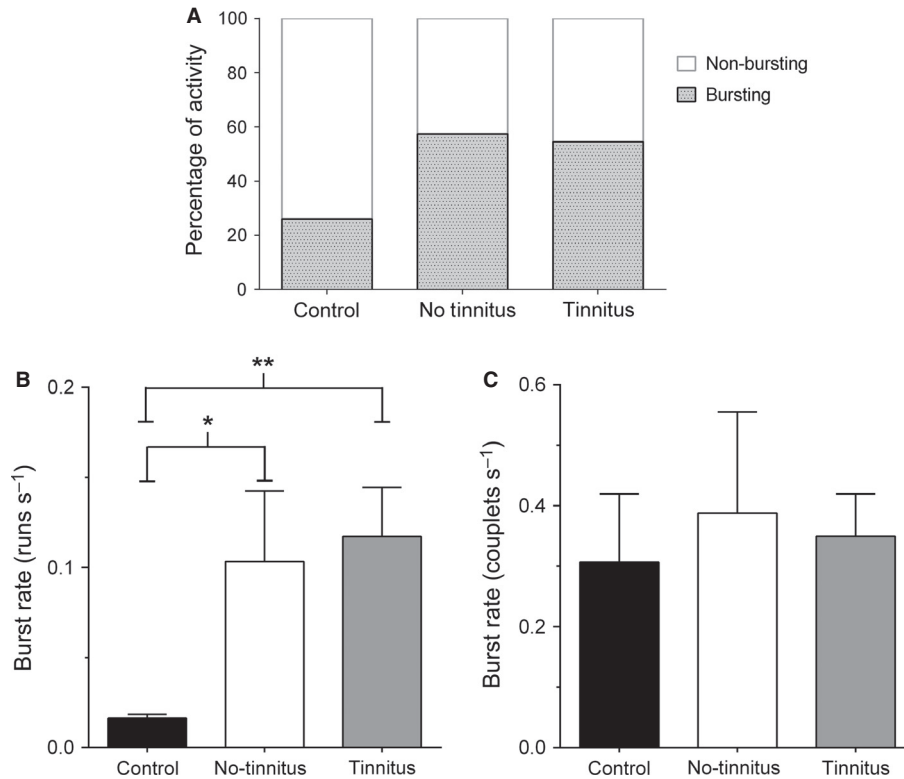 A
Percentage of activity
100
80
60
40
20
0
Control
No tinnitus
Tinnitus
Non-bursting
Bursting
B
Burst rate (runs s⁻¹)
0.2
0.1
0.0
**
*
Control
No-tinnitus
Tinnitus
C
Burst rate (couplets s⁻¹)
0.6
0.4
0.2
0.0
Control
No-tinnitus
Tinnitus